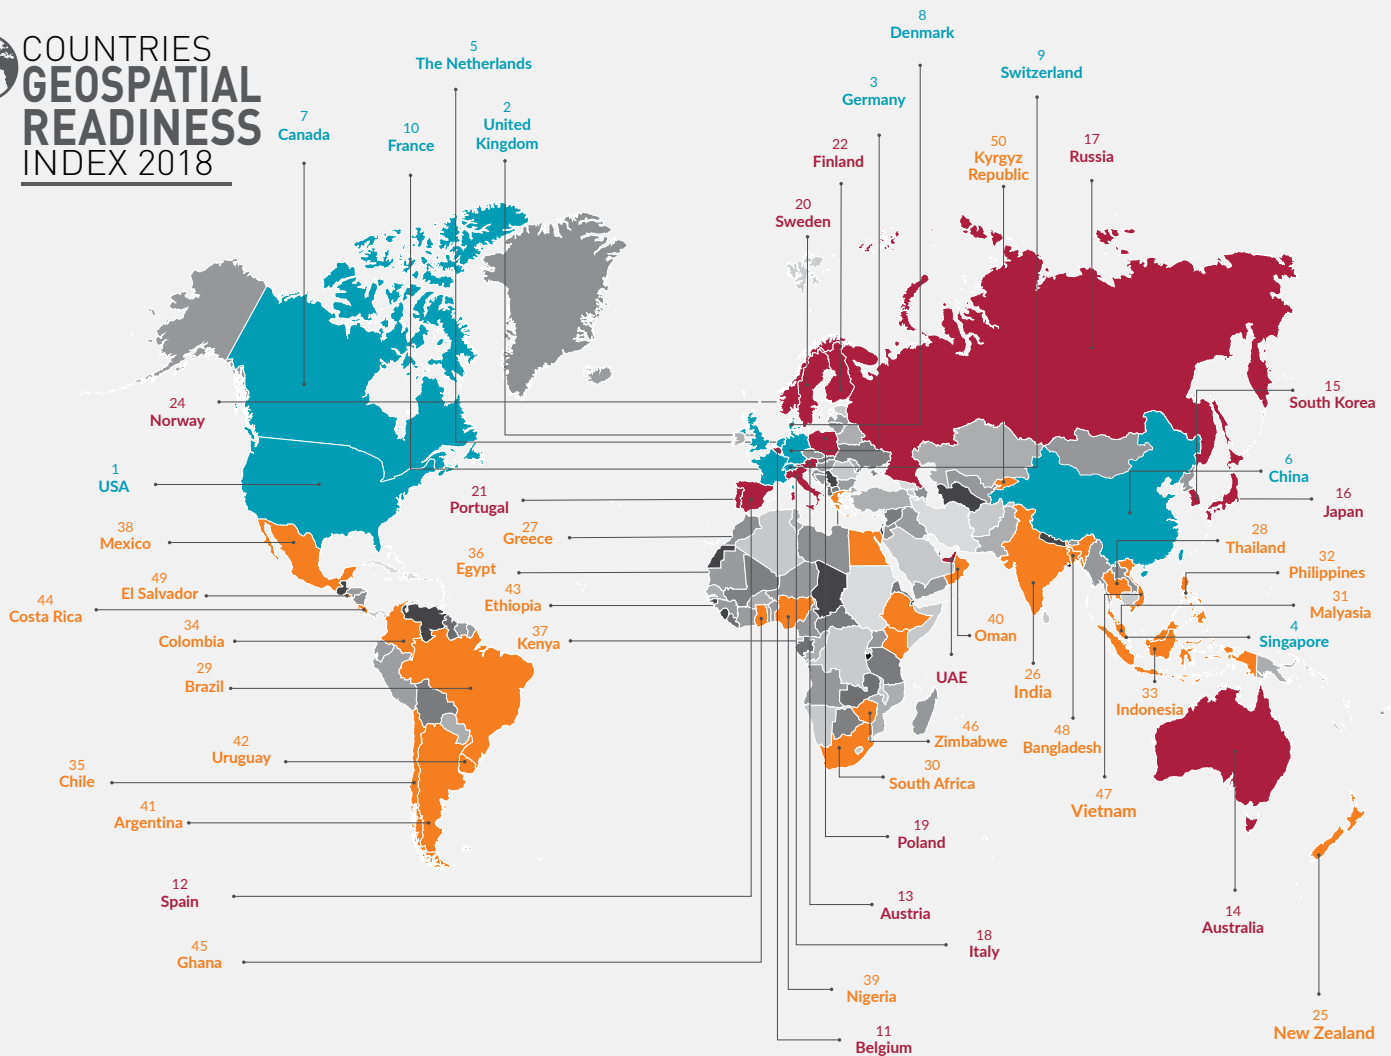 COUNTRIES
GEOSPATIAL
READINESS
INDEX 2018
8
Denmark
5
The Netherlands
9
Switzerland
3
Germany
2
United
Kingdom
7
Canada
10
France
22
Finland
50
Kyrgyz
Republic
17
Russia
20
Sweden
15
South Korea
24
Norway
1
USA
6
China
21
Portugal
16
Japan
38
Mexico
27
Greece
28
Thailand
36
Egypt
32
Philippines
49
El Salvador
43
Ethiopia
31
Malyasia
44
Costa Rica
34
Colombia
37
Kenya
40
Oman
4
Singapore
29
Brazil
UAE
26
India
33
Indonesia
42
Uruguay
46
Zimbabwe
48
Bangladesh
35
Chile
30
South Africa
47
Vietnam
41
Argentina
19
Poland
12
Spain
13
Austria
14
Australia
45
Ghana
18
Italy
39
Nigeria
25
New Zealand
11
Belgium